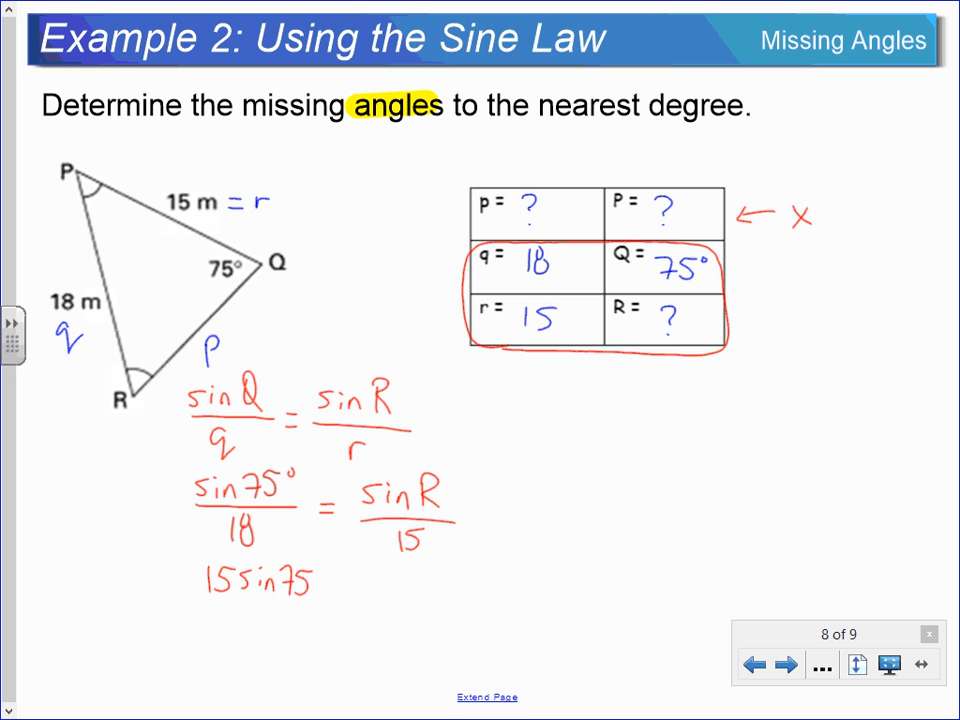 Example 2: Using the Sine Law
Missing Angles
Determine the missing angles to the nearest degree.
P
15 m = r
75°
Q
18 m
q
p
R
p = ? P = ? ← x
q = 18 Q = 75°
r = 15 R = ?
sin Q / q = sin R / r
sin 75° / 18 = sin R / 15
15 sin 75
8 of 9
x
...
Extend Page